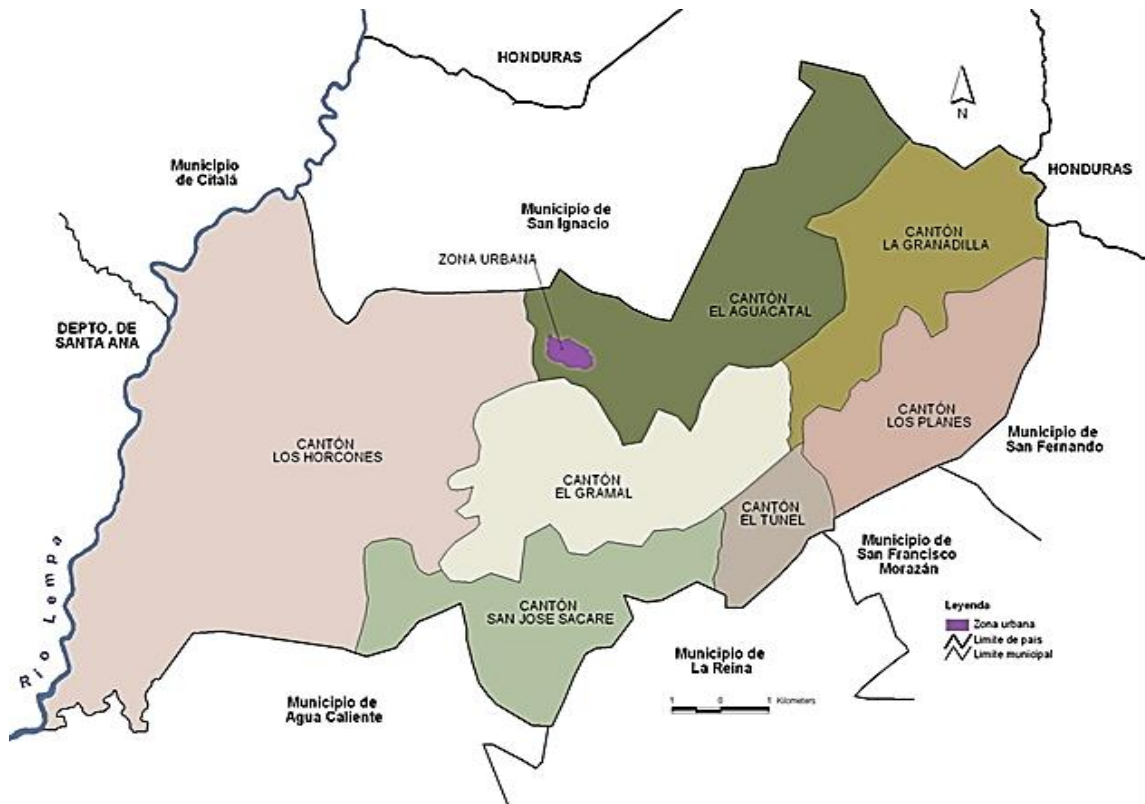 HONDURAS
N
Municipio
de Citalá
HONDURAS
Municipio de
San Ignacio
CANTÓN
LA GRANADILLA
ZONA URBANA
CANTÓN
EL AGUACATAL
DEPTO. DE
SANTA ANA
CANTÓN
LOS PLANES
CANTÓN
LOS HORCONES
Municipio de
San Fernando
CANTÓN
EL GRAMAL
CANTÓN
EL TUNEL
Municipio de
San Francisco
Morazán
Rio Lempa
CANTÓN
SAN JOSE SACARE
Leyenda
Zona urbana
Limite de pais
Limite municipal
Municipio de
La Reina
Municipio de
Agua Caliente
1 0 1 Kilometers